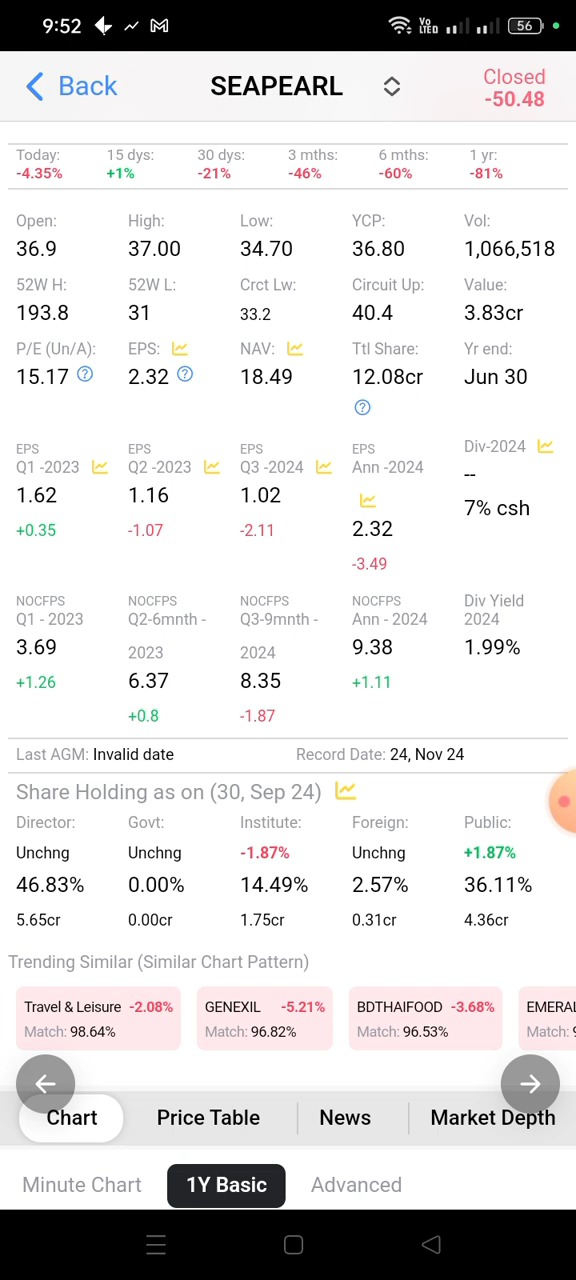 9:52
Vo LTED
56
Back
SEAPEARL
Closed
-50.48
Today: 15 dys: 30 dys: 3 mths: 6 mths: 1 yr:
-4.35% +1% -21% -46% -60% -81%
Open: High: Low: YCP: Vol:
36.9 37.00 34.70 36.80 1,066,518
52W H: 52W L: Crct Lw: Circuit Up: Value:
193.8 31 33.2 40.4 3.83cr
P/E (Un/A): EPS: NAV: Ttl Share: Yr end:
15.17 ? 2.32 ? 18.49 12.08cr Jun 30
?
EPS EPS EPS EPS Div-2024
Q1 -2023 Q2 -2023 Q3 -2024 Ann -2024
--
1.62 1.16 1.02 7% csh
+0.35 -1.07 -2.11 2.32
-3.49
NOCFPS NOCFPS NOCFPS NOCFPS Div Yield
Q1 - 2023 Q2-6mnth - Q3-9mnth - Ann - 2024 2024
3.69 2023 2024 9.38 1.99%
+1.26 6.37 8.35 +1.11
+0.8 -1.87
Last AGM: Invalid date Record Date: 24, Nov 24
Share Holding as on (30, Sep 24)
Director: Govt: Institute: Foreign: Public:
Unchng Unchng -1.87% Unchng +1.87%
46.83% 0.00% 14.49% 2.57% 36.11%
5.65cr 0.00cr 1.75cr 0.31cr 4.36cr
Trending Similar (Similar Chart Pattern)
Travel & Leisure -2.08% GENEXIL -5.21% BDTHAIFOOD -3.68% EMERAL
Match: 98.64% Match: 96.82% Match: 96.53% Match:
Chart Price Table News Market Depth
Minute Chart 1Y Basic Advanced